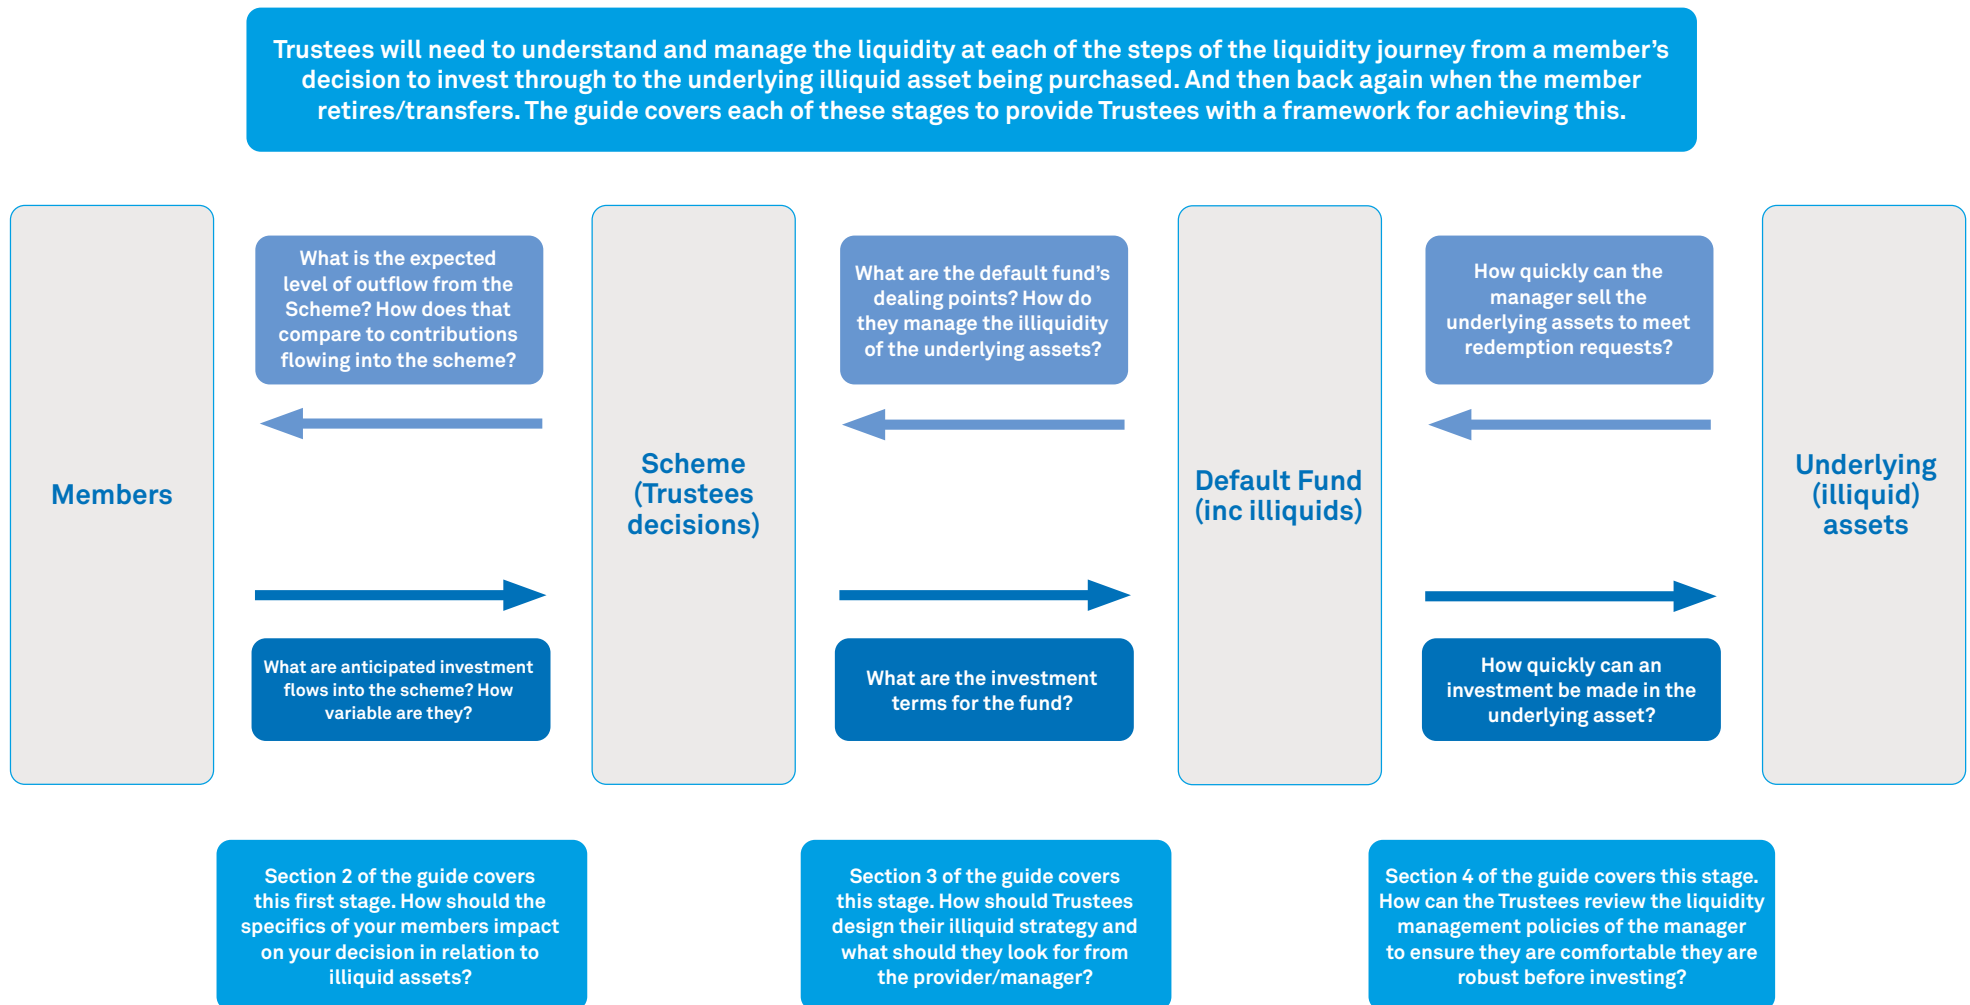 Trustees will need to understand and manage the liquidity at each of the steps of the liquidity journey from a member’s
decision to invest through to the underlying illiquid asset being purchased. And then back again when the member
retires/transfers. The guide covers each of these stages to provide Trustees with a framework for achieving this.
Members
What is the expected
level of outflow from the
Scheme? How does that
compare to contributions
flowing into the scheme?
What are anticipated investment
flows into the scheme? How
variable are they?
Scheme
(Trustees
decisions)
What are the default fund’s
dealing points? How do
they manage the illiquidity
of the underlying assets?
What are the investment
terms for the fund?
Default Fund
(inc illiquids)
How quickly can the
manager sell the
underlying assets to meet
redemption requests?
How quickly can an
investment be made in the
underlying asset?
Underlying
(illiquid)
assets
Section 2 of the guide covers
this first stage. How should the
specifics of your members impact
on your decision in relation to
illiquid assets?
Section 3 of the guide covers
this stage. How should Trustees
design their illiquid strategy and
what should they look for from
the provider/manager?
Section 4 of the guide covers this stage.
How can the Trustees review the liquidity
management policies of the manager
to ensure they are comfortable they are
robust before investing?